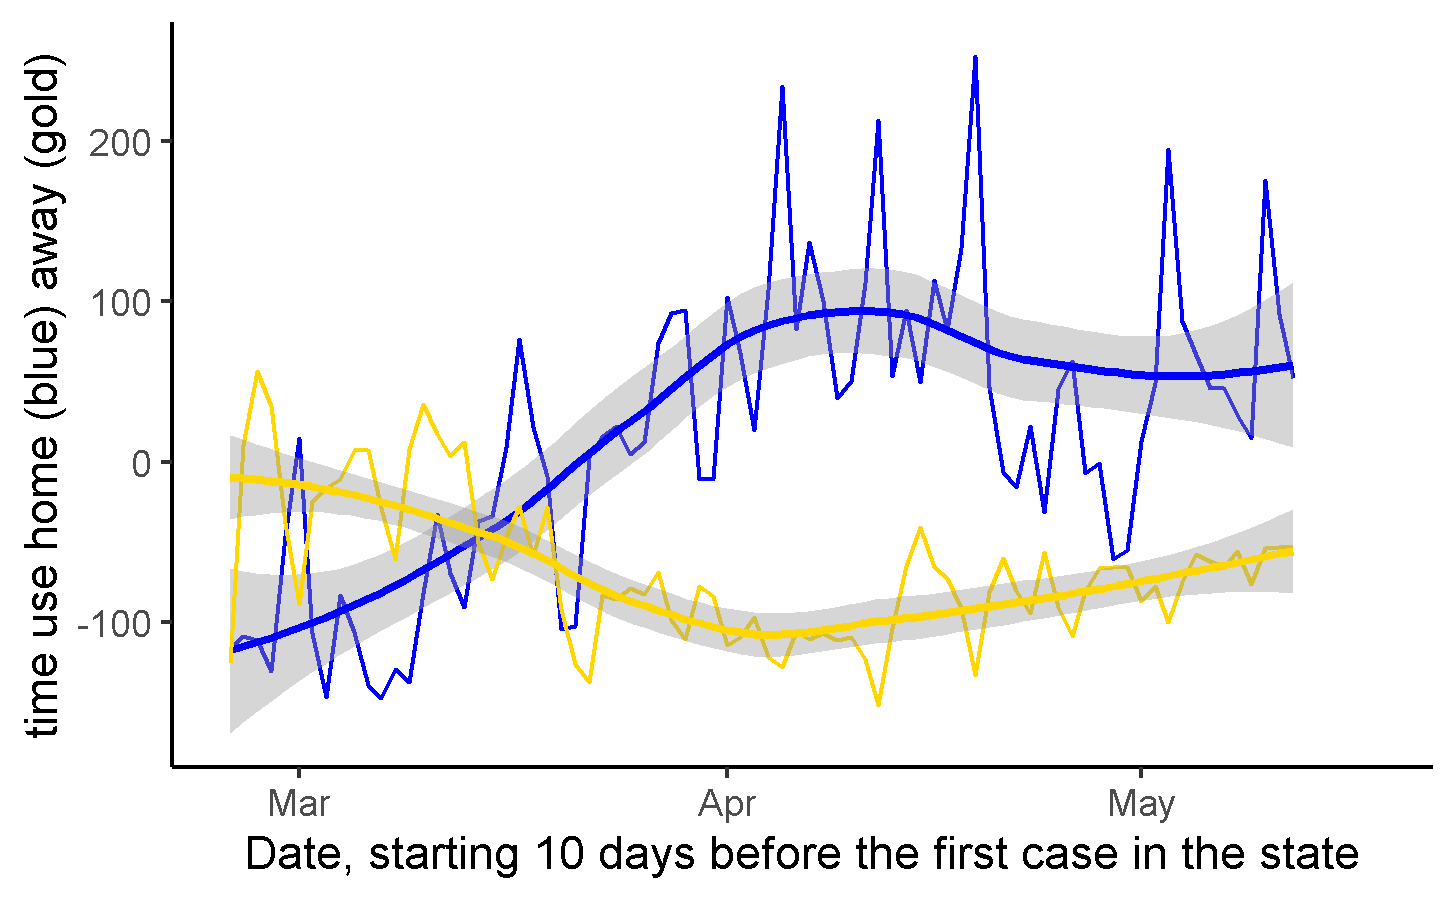 time use home (blue) away (gold)
200
100
0
-100
Mar
Apr
May
Date, starting 10 days before the first case in the state